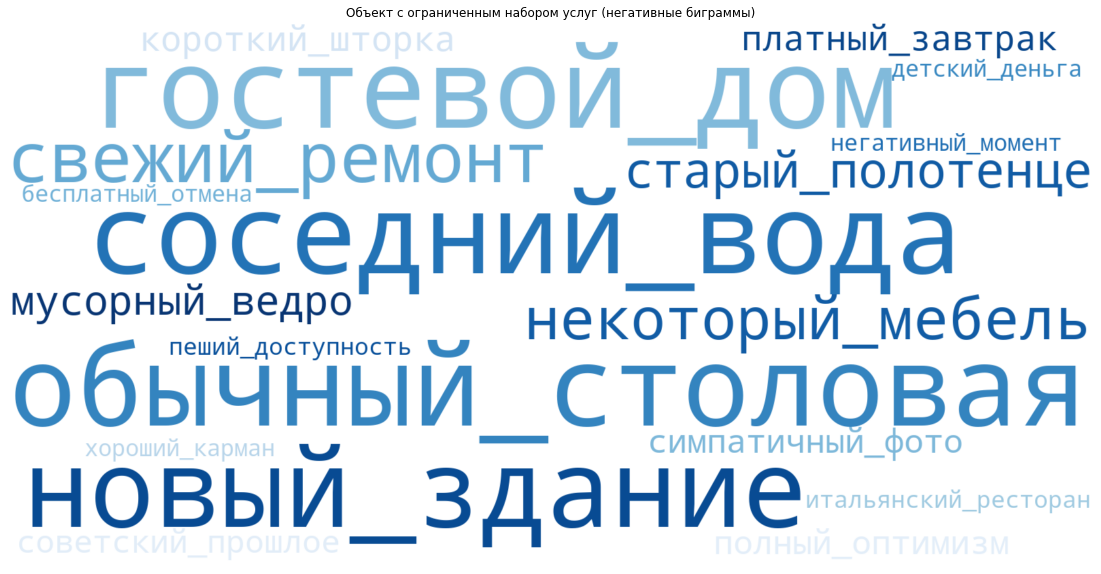 Объект с ограниченным набором услуг (негативные биграммы)
короткий_шторка
платный_завтрак
гостевой_дом
детский_деньга
свежий_ремонт
негативный_момент
старый_полотенце
бесплатный_отмена
соседний_вода
мусорный_ведро
некоторый_мебель
пеший_доступность
обычный_столовая
хороший_карман
симпатичный_фото
новый_здание
итальянский_ресторан
советский_прошлое
полный_оптимизм